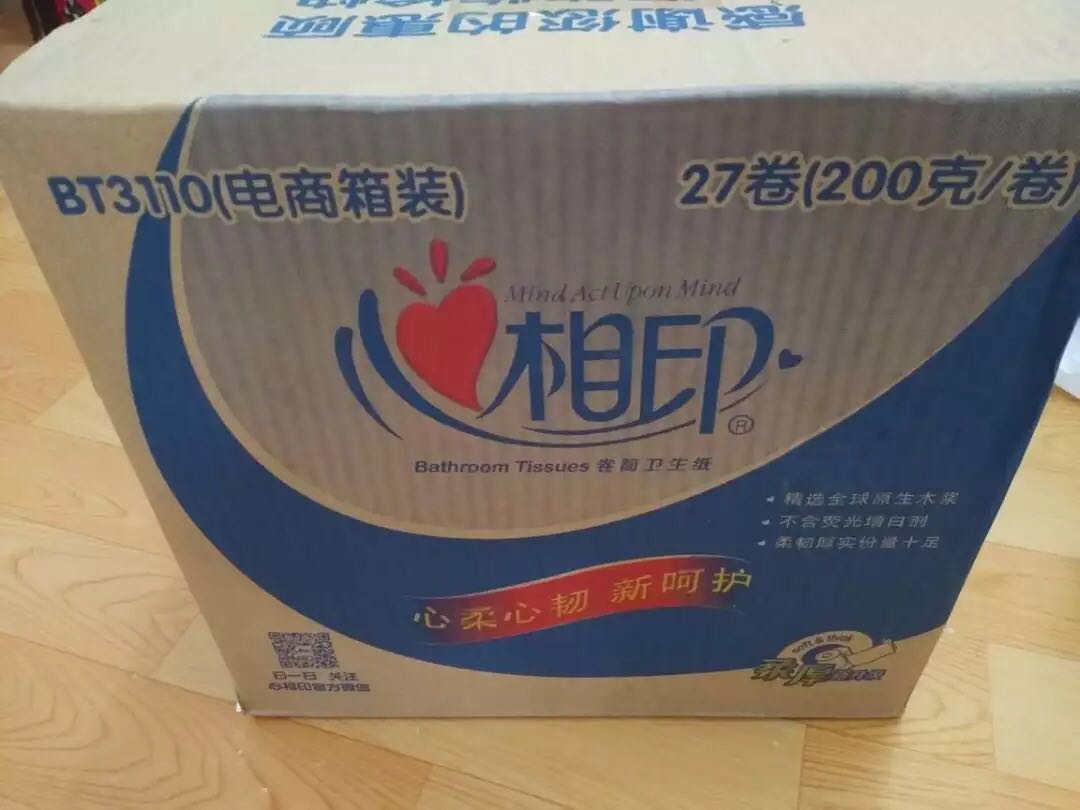 感谢您的惠顾
BT3110(电商箱装)
27卷(200克/卷)
Mind Act Upon Mind
心相印®
Bathroom Tissues 卷筒卫生纸
精选全球原生木浆
不含荧光增白剂
柔韧厚实份量十足
心柔心韧 新呵护
扫一扫 关注
心相印官方微信
soft & thick
柔厚